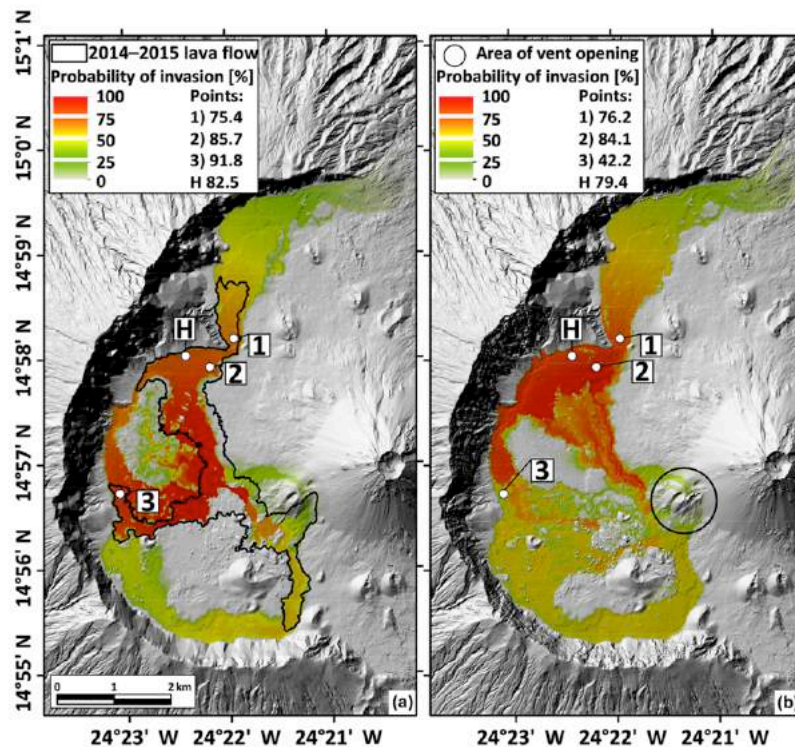 2014–2015 lava flow
Probability of invasion [%]
100
75
50
25
0
Points:
1) 75.4
2) 85.7
3) 91.8
H 82.5
H
1
2
3
0 1 2 km
(a)
Area of vent opening
Probability of invasion [%]
100
75
50
25
0
Points:
1) 76.2
2) 84.1
3) 42.2
H 79.4
H
1
2
3
(b)
15°1' N
15°0' N
14°59' N
14°58' N
14°57' N
14°56' N
14°55' N
24°23' W 24°22' W 24°21' W
24°23' W 24°22' W 24°21' W